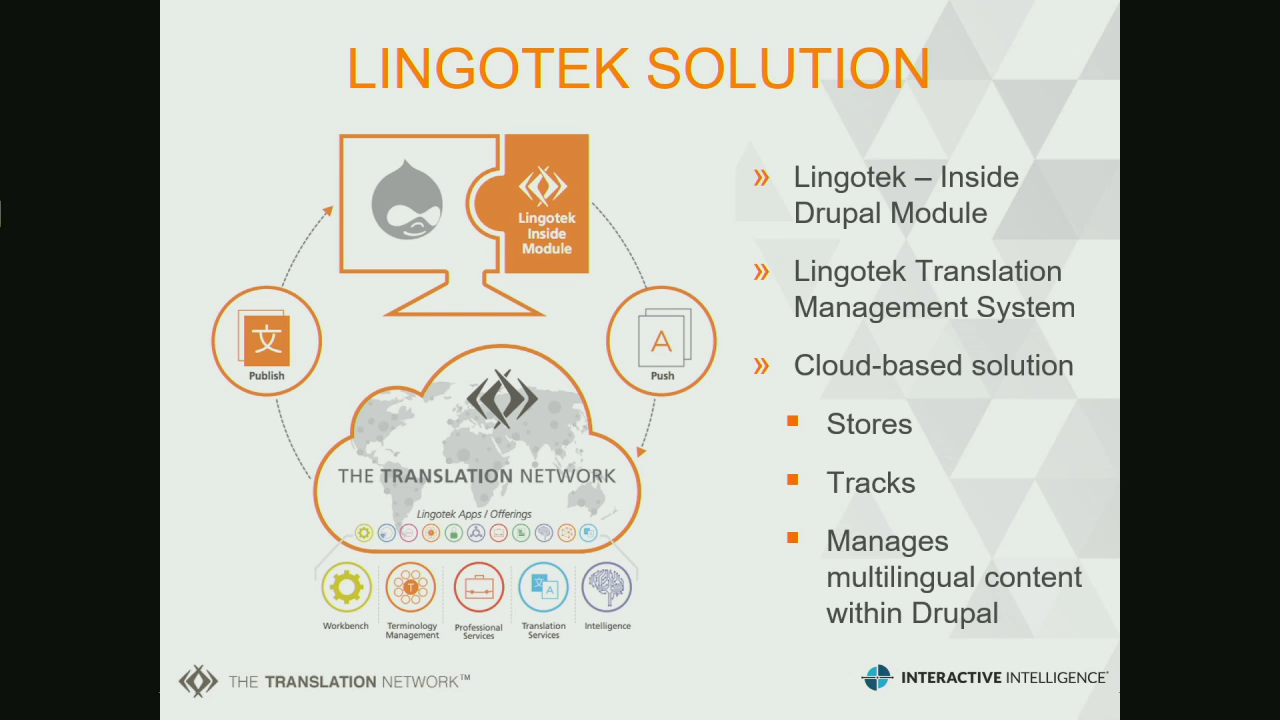 LINGOTEK SOLUTION
Lingotek
Inside
Module
文
Publish
A
Push
THE TRANSLATION NETWORK
Lingotek Apps / Offerings
T
文
A
Workbench
Terminology
Management
Professional
Services
Translation
Services
Intelligence
» Lingotek – Inside
Drupal Module
» Lingotek Translation
Management System
» Cloud-based solution
Stores
Tracks
Manages
multilingual content
within Drupal
THE TRANSLATION NETWORK™
INTERACTIVE INTELLIGENCE